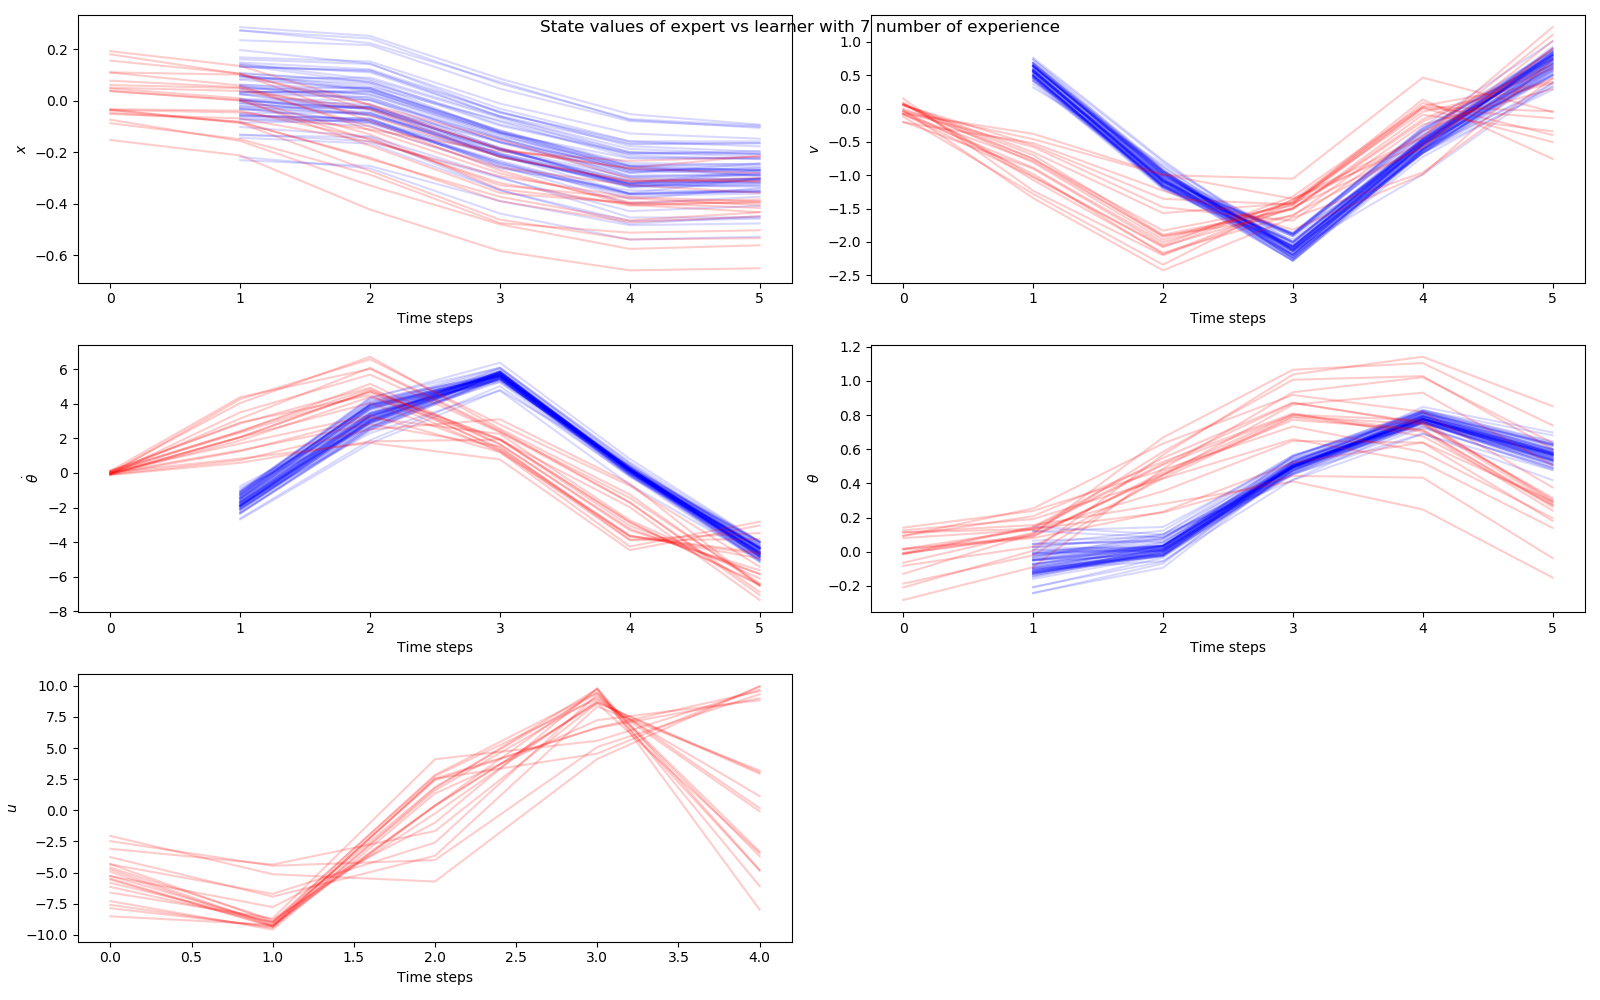 State values of expert vs learner with 7 number of experience
0.2
0.0
−0.2
−0.4
−0.6
x
0 1 2 3 4 5
Time steps
1.0
0.5
0.0
−0.5
−1.0
−1.5
−2.0
−2.5
v
0 1 2 3 4 5
Time steps
6
4
2
0
−2
−4
−6
−8
θ̇
0 1 2 3 4 5
Time steps
1.2
1.0
0.8
0.6
0.4
0.2
0.0
−0.2
θ
0 1 2 3 4 5
Time steps
10.0
7.5
5.0
2.5
0.0
−2.5
−5.0
−7.5
−10.0
u
0.0 0.5 1.0 1.5 2.0 2.5 3.0 3.5 4.0
Time steps